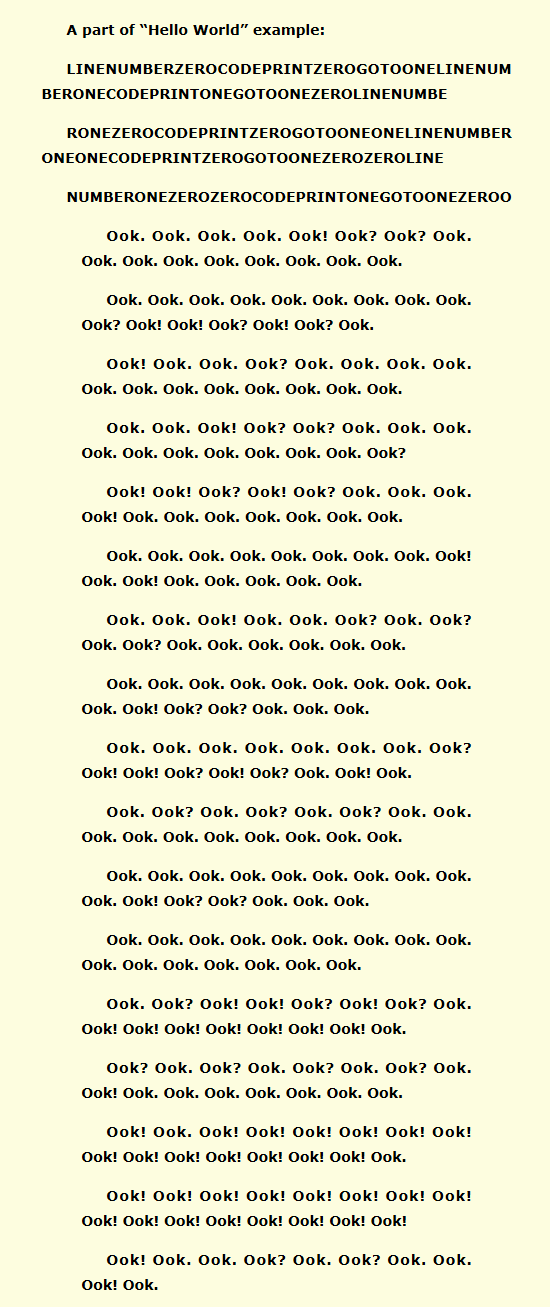 A part of “Hello World” example:
LINENUMBERZEROCODEPRINTZEROGOTOONELINENUM
BERONECODEPRINTONEGOTOONEZEROLINENUMBE
RONEZEROCODEPRINTZEROGOTOONEONELINENUMBER
ONEONECODEPRINTZEROGOTOONEZEROZEROLINE
NUMBERONEZEROZEROCODEPRINTONEGOTOONEZEROO
Ook. Ook. Ook. Ook. Ook! Ook? Ook? Ook.
Ook. Ook. Ook. Ook. Ook. Ook. Ook. Ook.
Ook. Ook. Ook. Ook. Ook. Ook. Ook. Ook. Ook.
Ook? Ook! Ook! Ook? Ook! Ook? Ook.
Ook! Ook. Ook. Ook? Ook. Ook. Ook. Ook.
Ook. Ook. Ook. Ook. Ook. Ook. Ook. Ook.
Ook. Ook. Ook! Ook? Ook? Ook. Ook. Ook.
Ook. Ook. Ook. Ook. Ook. Ook. Ook. Ook?
Ook! Ook! Ook? Ook! Ook? Ook. Ook. Ook.
Ook! Ook. Ook. Ook. Ook. Ook. Ook. Ook.
Ook. Ook. Ook. Ook. Ook. Ook. Ook. Ook. Ook!
Ook. Ook! Ook. Ook. Ook. Ook. Ook.
Ook. Ook. Ook! Ook. Ook. Ook? Ook. Ook?
Ook. Ook? Ook. Ook. Ook. Ook. Ook. Ook.
Ook. Ook. Ook. Ook. Ook. Ook. Ook. Ook. Ook.
Ook. Ook. Ook! Ook? Ook? Ook. Ook. Ook.
Ook. Ook. Ook. Ook. Ook. Ook. Ook. Ook?
Ook! Ook! Ook? Ook! Ook? Ook. Ook! Ook.
Ook. Ook? Ook. Ook? Ook. Ook? Ook. Ook.
Ook. Ook. Ook. Ook. Ook. Ook. Ook. Ook.
Ook. Ook. Ook. Ook. Ook. Ook. Ook. Ook. Ook.
Ook. Ook. Ook! Ook? Ook? Ook. Ook. Ook.
Ook. Ook. Ook. Ook. Ook. Ook. Ook. Ook. Ook.
Ook. Ook. Ook. Ook. Ook. Ook. Ook.
Ook. Ook? Ook! Ook! Ook? Ook! Ook? Ook.
Ook! Ook! Ook! Ook! Ook! Ook! Ook! Ook.
Ook? Ook. Ook? Ook. Ook? Ook. Ook? Ook.
Ook! Ook. Ook. Ook. Ook. Ook. Ook. Ook.
Ook! Ook. Ook! Ook! Ook! Ook! Ook! Ook!
Ook! Ook! Ook! Ook! Ook! Ook! Ook! Ook.
Ook! Ook! Ook! Ook! Ook! Ook! Ook! Ook!
Ook! Ook! Ook! Ook! Ook! Ook! Ook! Ook!
Ook! Ook. Ook. Ook? Ook. Ook? Ook. Ook.
Ook! Ook.